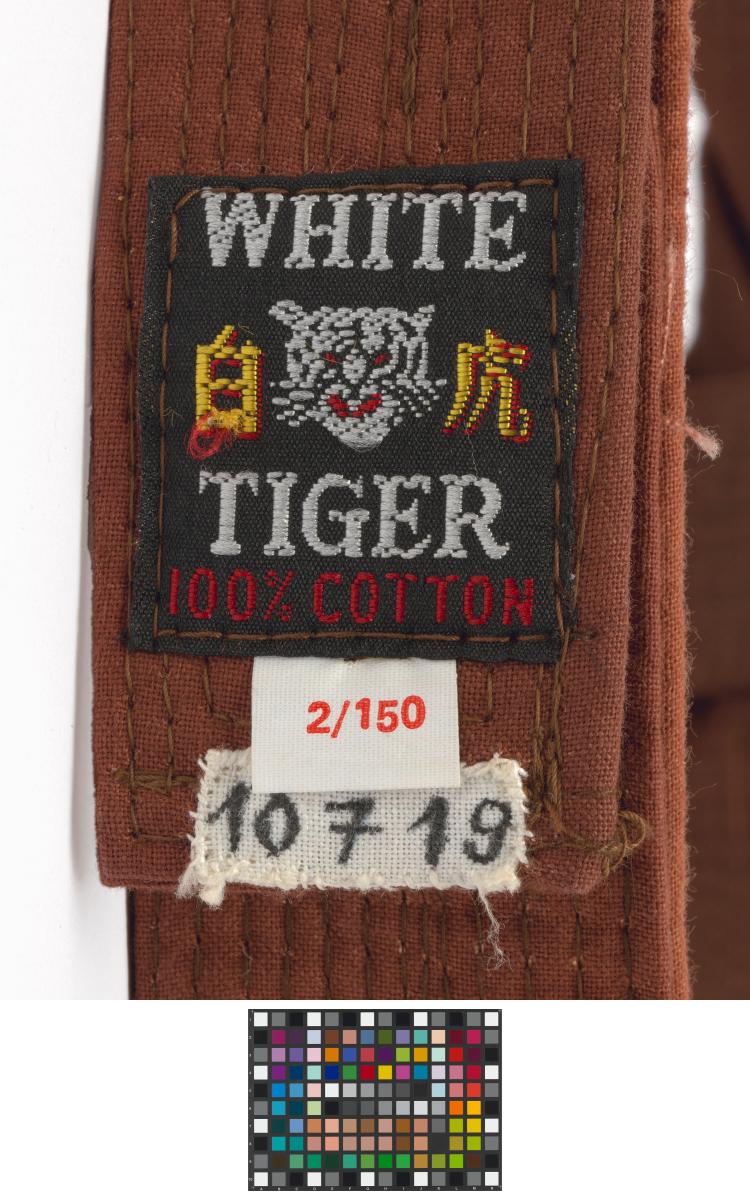 WHITE
白 虎
TIGER
100% COTTON
2/150
10719